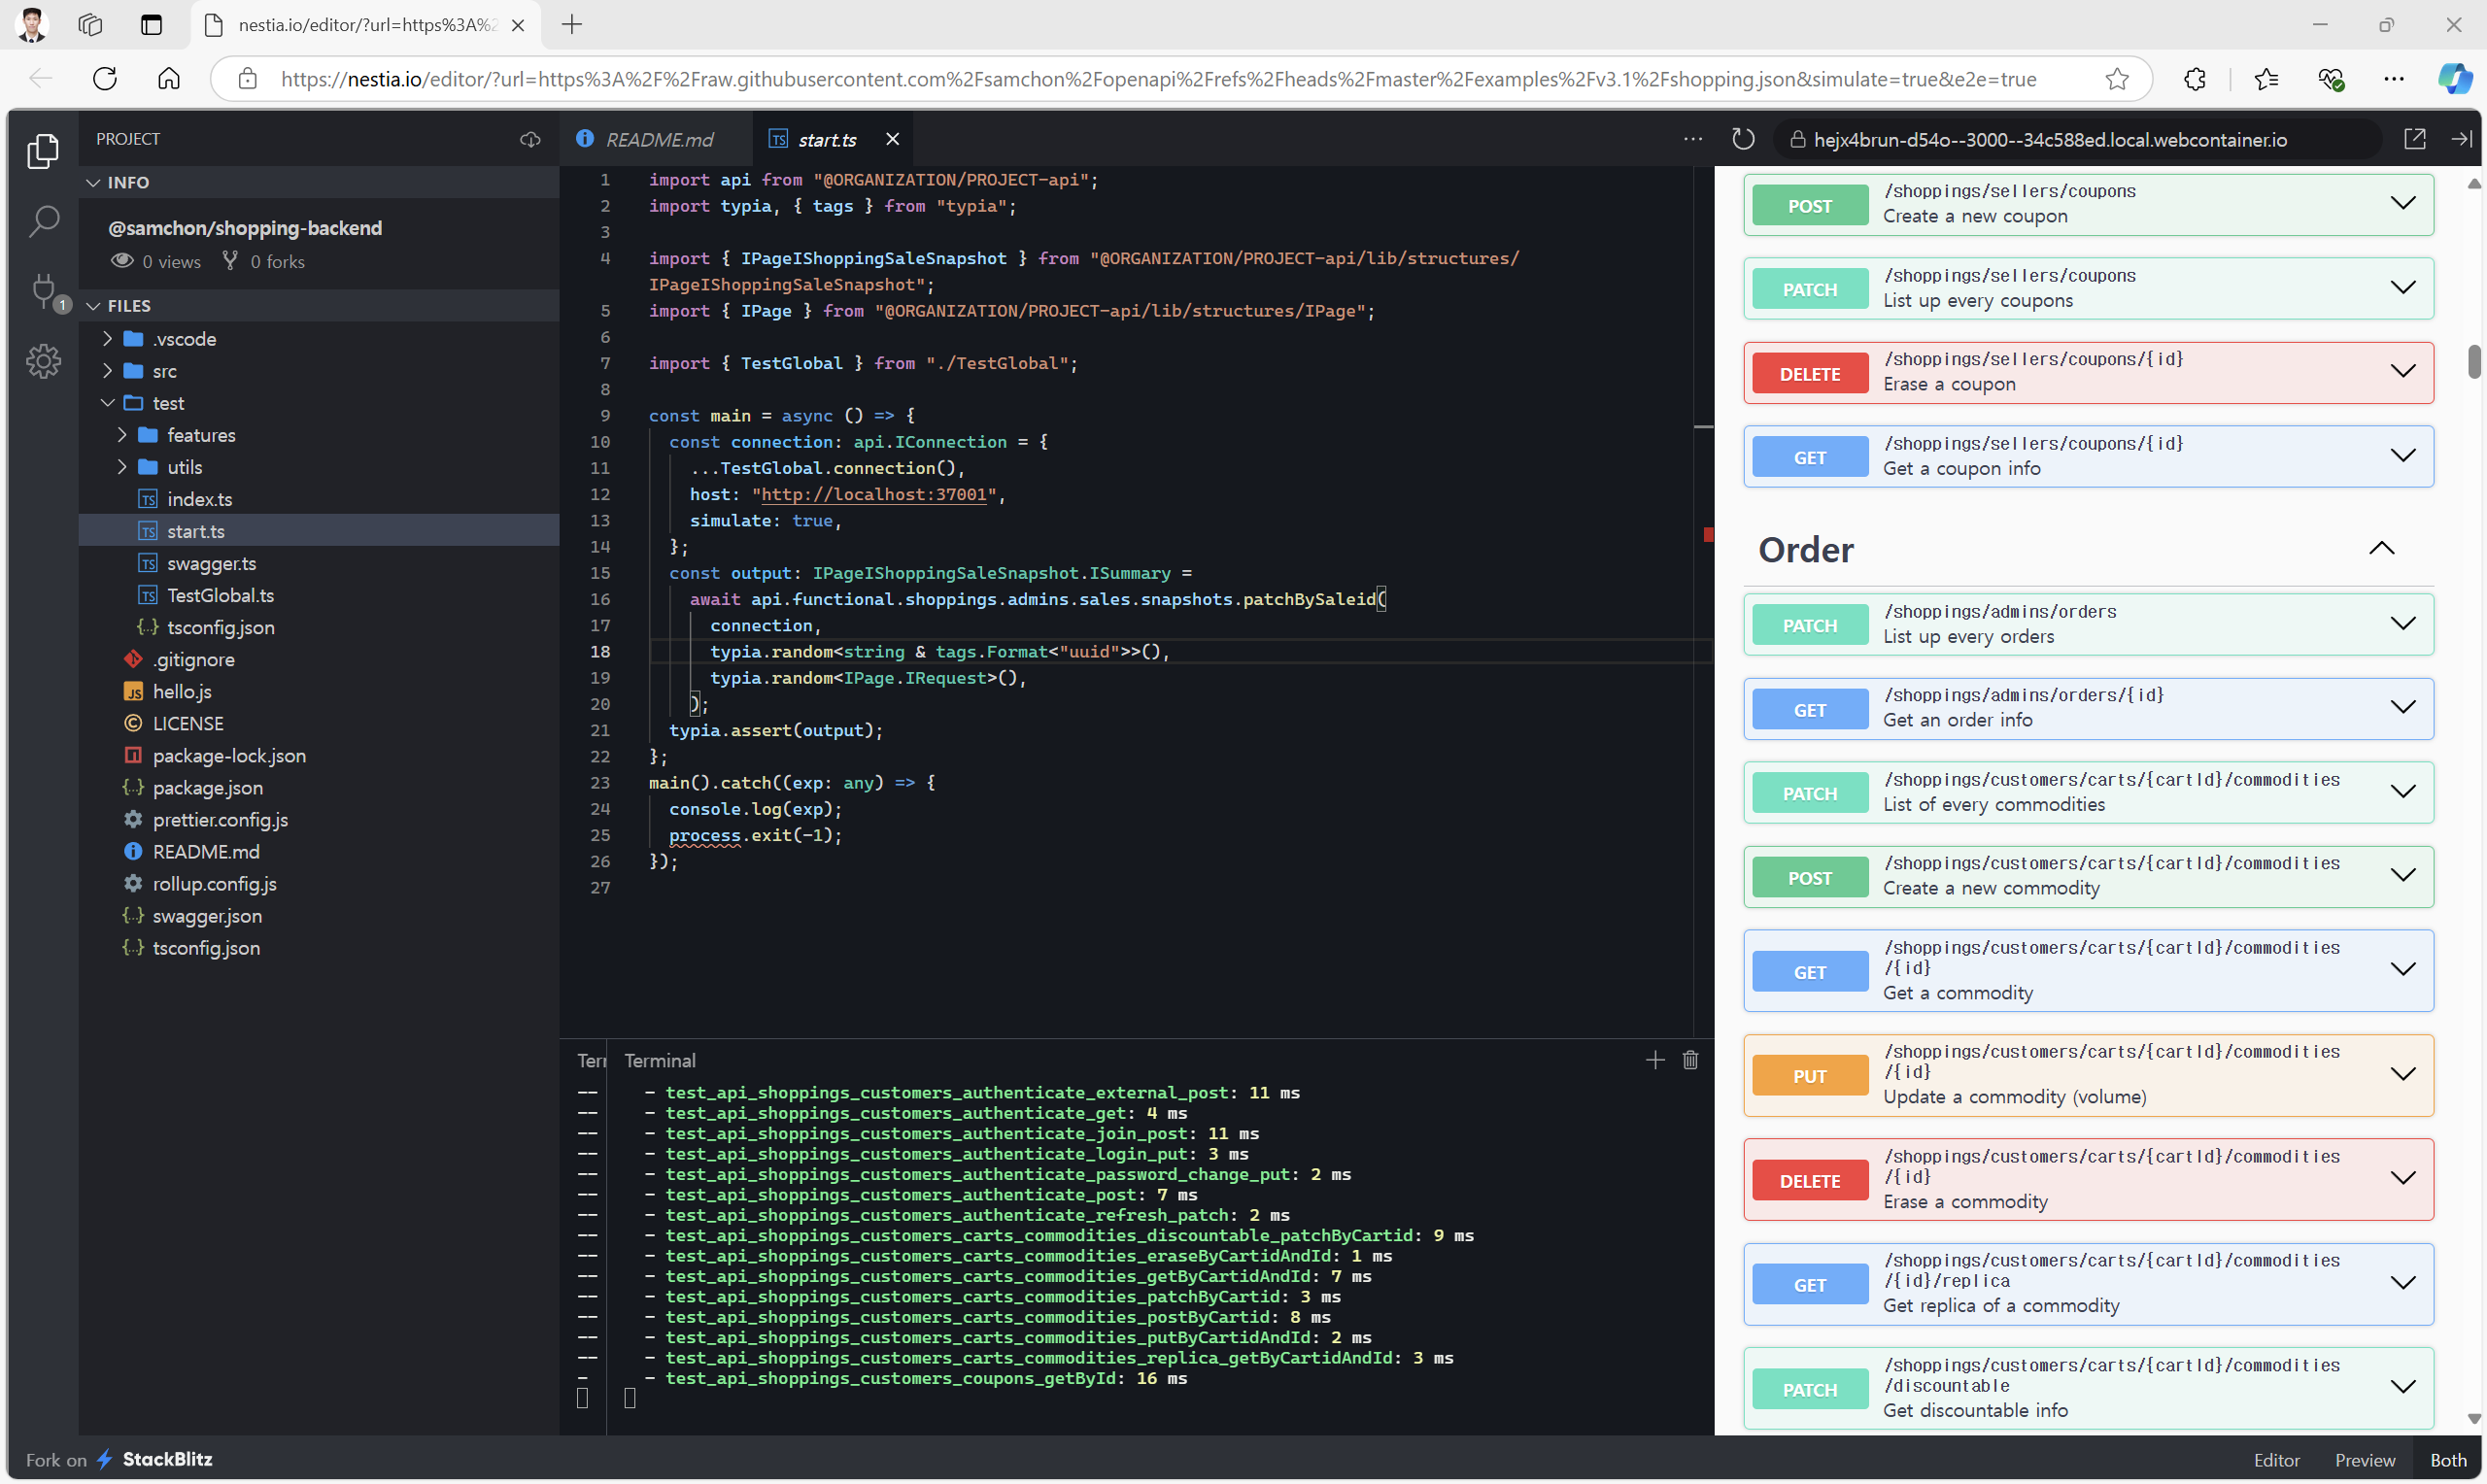 nestia.io/editor/?url=https%3A%2
https://nestia.io/editor/?url=https%3A%2F%2Fraw.githubusercontent.com%2Fsamchon%2Fopenapi%2Frefs%2Fheads%2Fmaster%2Fexamples%2Fv3.1%2Fshopping.json&simulate=true&e2e=true
PROJECT
INFO
@samchon/shopping-backend
0 views 0 forks
1
FILES
.vscode
src
test
features
utils
TS index.ts
TS start.ts
TS swagger.ts
TS TestGlobal.ts
{..} tsconfig.json
.gitignore
JS hello.js
LICENSE
package-lock.json
{..} package.json
prettier.config.js
README.md
rollup.config.js
{..} swagger.json
{..} tsconfig.json
README.md
TS start.ts
1 import api from "@ORGANIZATION/PROJECT-api";
2 import typia, { tags } from "typia";
3
4 import { IPageIShoppingSaleSnapshot } from "@ORGANIZATION/PROJECT-api/lib/structures/
IPageIShoppingSaleSnapshot";
5 import { IPage } from "@ORGANIZATION/PROJECT-api/lib/structures/IPage";
6
7 import { TestGlobal } from "./TestGlobal";
8
9 const main = async () => {
10 const connection: api.IConnection = {
11 ...TestGlobal.connection(),
12 host: "http://localhost:37001",
13 simulate: true,
14 };
15 const output: IPageIShoppingSaleSnapshot.ISummary =
16 await api.functional.shoppings.admins.sales.snapshots.patchBySaleid(
17 connection,
18 typia.random<string & tags.Format<"uuid">>(),
19 typia.random<IPage.IRequest>(),
20 );
21 typia.assert(output);
22 };
23 main().catch((exp: any) => {
24 console.log(exp);
25 process.exit(-1);
26 });
27
Terr
Terminal
-- - test_api_shoppings_customers_authenticate_external_post: 11 ms
-- - test_api_shoppings_customers_authenticate_get: 4 ms
-- - test_api_shoppings_customers_authenticate_join_post: 11 ms
-- - test_api_shoppings_customers_authenticate_login_put: 3 ms
-- - test_api_shoppings_customers_authenticate_password_change_put: 2 ms
-- - test_api_shoppings_customers_authenticate_post: 7 ms
-- - test_api_shoppings_customers_authenticate_refresh_patch: 2 ms
-- - test_api_shoppings_customers_carts_commodities_discountable_patchByCartid: 9 ms
-- - test_api_shoppings_customers_carts_commodities_eraseByCartidAndId: 1 ms
-- - test_api_shoppings_customers_carts_commodities_getByCartidAndId: 7 ms
-- - test_api_shoppings_customers_carts_commodities_patchByCartid: 3 ms
-- - test_api_shoppings_customers_carts_commodities_postByCartid: 8 ms
-- - test_api_shoppings_customers_carts_commodities_putByCartidAndId: 2 ms
-- - test_api_shoppings_customers_carts_commodities_replica_getByCartidAndId: 3 ms
- - test_api_shoppings_customers_coupons_getById: 16 ms
hejx4brun-d54o--3000--34c588ed.local.webcontainer.io
POST
/shoppings/sellers/coupons
Create a new coupon
PATCH
/shoppings/sellers/coupons
List up every coupons
DELETE
/shoppings/sellers/coupons/{id}
Erase a coupon
GET
/shoppings/sellers/coupons/{id}
Get a coupon info
Order
PATCH
/shoppings/admins/orders
List up every orders
GET
/shoppings/admins/orders/{id}
Get an order info
PATCH
/shoppings/customers/carts/{cartId}/commodities
List of every commodities
POST
/shoppings/customers/carts/{cartId}/commodities
Create a new commodity
GET
/shoppings/customers/carts/{cartId}/commodities
/{id}
Get a commodity
PUT
/shoppings/customers/carts/{cartId}/commodities
/{id}
Update a commodity (volume)
DELETE
/shoppings/customers/carts/{cartId}/commodities
/{id}
Erase a commodity
GET
/shoppings/customers/carts/{cartId}/commodities
/{id}/replica
Get replica of a commodity
PATCH
/shoppings/customers/carts/{cartId}/commodities
/discountable
Get discountable info
Fork on StackBlitz
Editor Preview Both